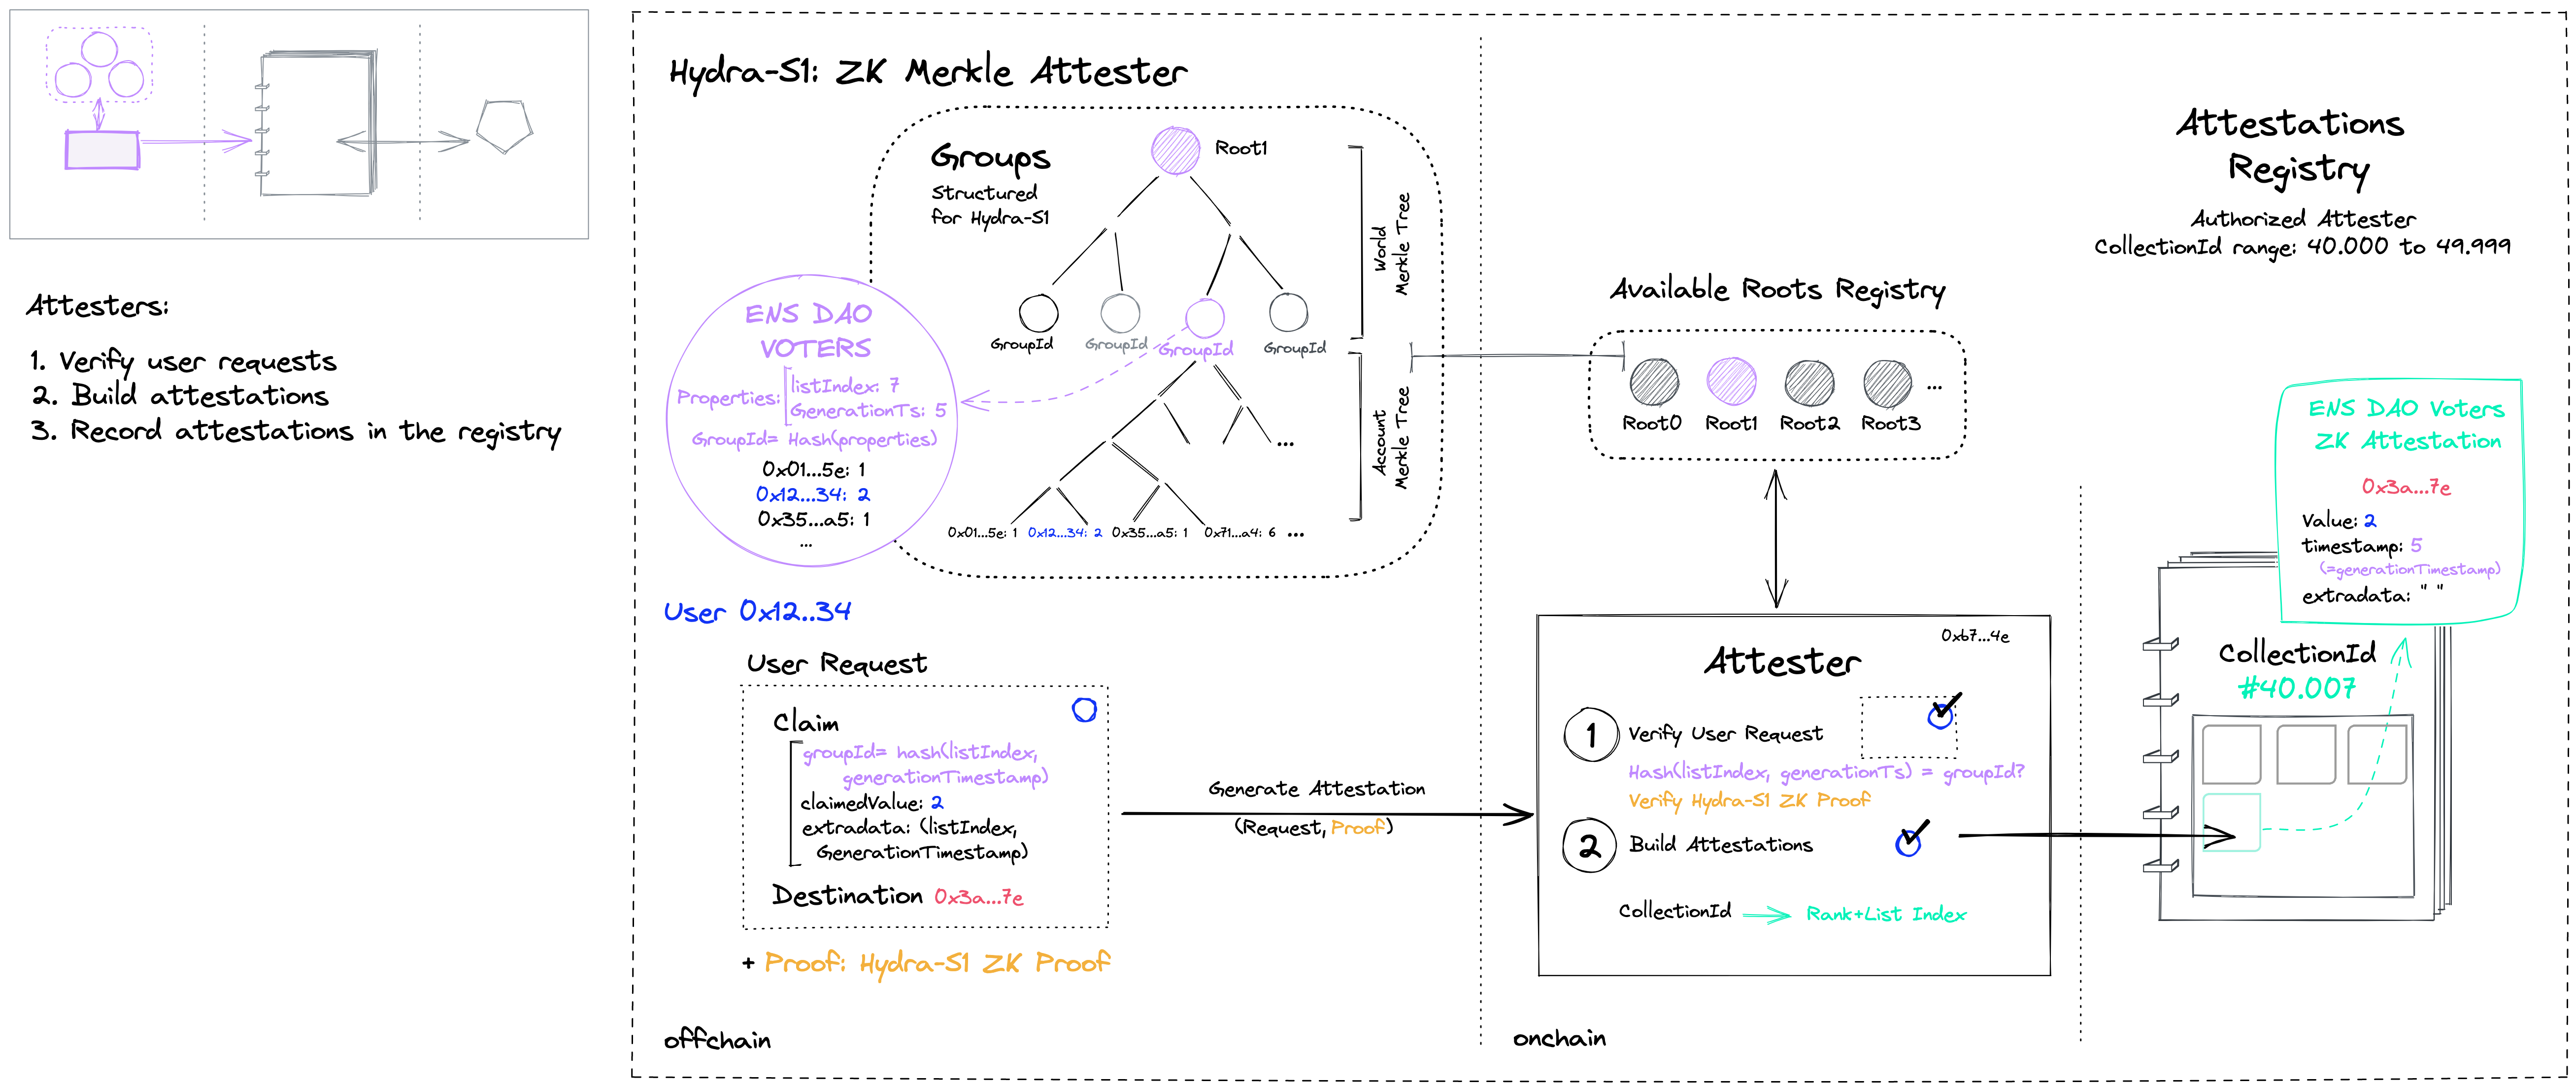 Attesters:
1. Verify user requests
2. Build attestations
3. Record attestations in the registry
Hydra-S1: ZK Merkle Attester
Groups
Structured
for Hydra-S1
Root1
World
Merkle Tree
GroupId
GroupId
GroupId
GroupId
Account
Merkle Tree
...
0x01...5e: 1
0x12...34: 2
0x35...a5: 1
0x71...a4: 6
...
ENS DAO
VOTERS
Properties:
listIndex: 7
GenerationTs: 5
GroupId= Hash(properties)
0x01...5e: 1
0x12...34: 2
0x35...a5: 1
...
User 0x12..34
User Request
Claim
groupId= hash(listIndex,
generationTimestamp)
claimedValue: 2
extradata: (listIndex,
GenerationTimestamp)
Destination 0x3a...7e
+ Proof: Hydra-S1 ZK Proof
offchain
Generate Attestation
(Request, Proof)
Available Roots Registry
Root0
Root1
Root2
Root3
...
0xb7...4e
Attester
1
Verify User Request
Hash(listIndex, generationTs) = groupId?
Verify Hydra-S1 ZK Proof
2
Build Attestations
CollectionId
Rank+List Index
onchain
Attestations
Registry
Authorized Attester
CollectionId range: 40.000 to 49.999
ENS DAO Voters
ZK Attestation
0x3a...7e
Value: 2
timestamp: 5
(=generationTimestamp)
extradata: " "
CollectionId
#40.007